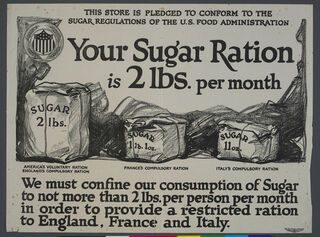 THIS STORE IS PLEDGED TO CONFORM TO THE
SUGAR REGULATIONS OF THE U.S. FOOD ADMINISTRATION
Your Sugar Ration
is 2 lbs. per month
SUGAR
2 lbs.
SUGAR
1 lb. 1oz.
SUGAR
11 oz.
AMERICA'S VOLUNTARY RATION
ENGLAND'S COMPULSORY RATION
FRANCE'S COMPULSORY RATION
ITALY'S COMPULSORY RATION
We must confine our consumption of Sugar
to not more than 2 lbs. per person per month
in order to provide a restricted ration
to England, France and Italy.